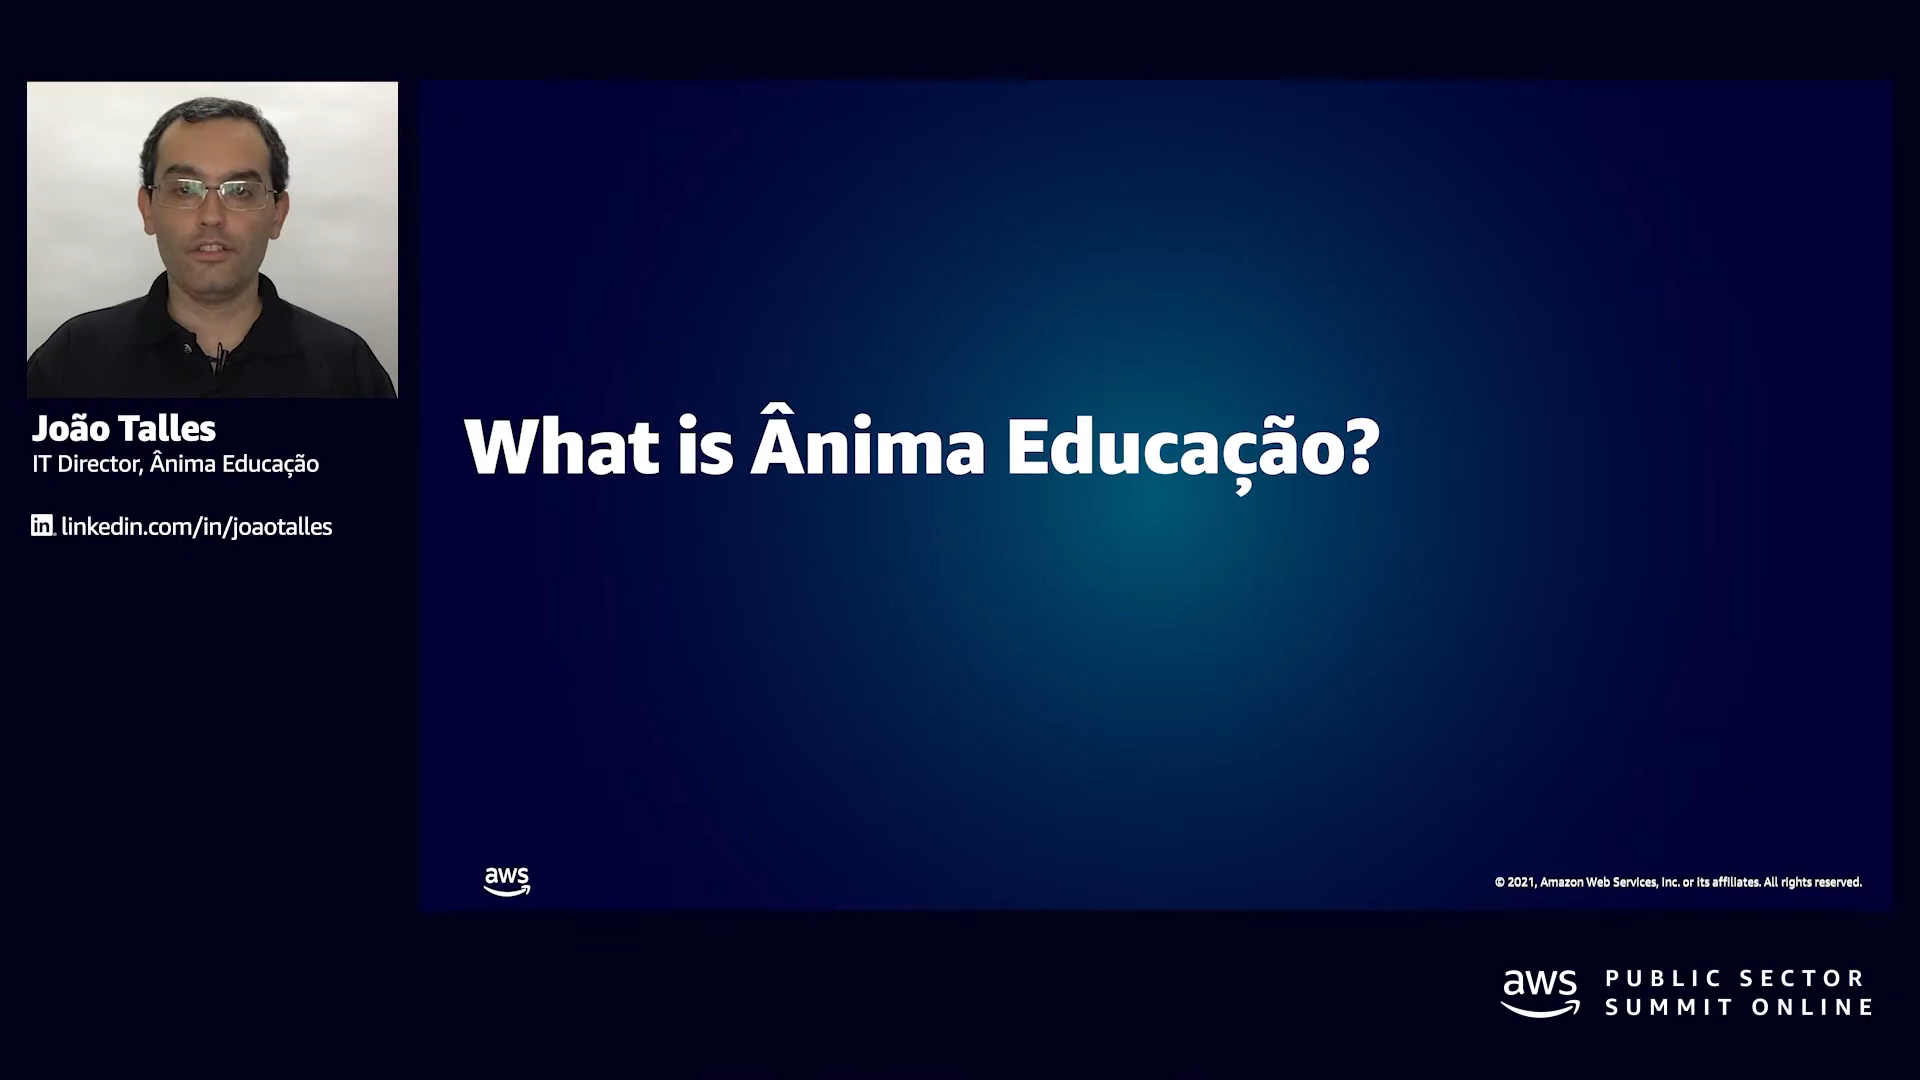 João Talles
IT Director, Ânima Educação
in linkedin.com/in/joaotalles
What is Ânima Educação?
aws
© 2021, Amazon Web Services, Inc. or its affiliates. All rights reserved.
aws
PUBLIC SECTOR
SUMMIT ONLINE